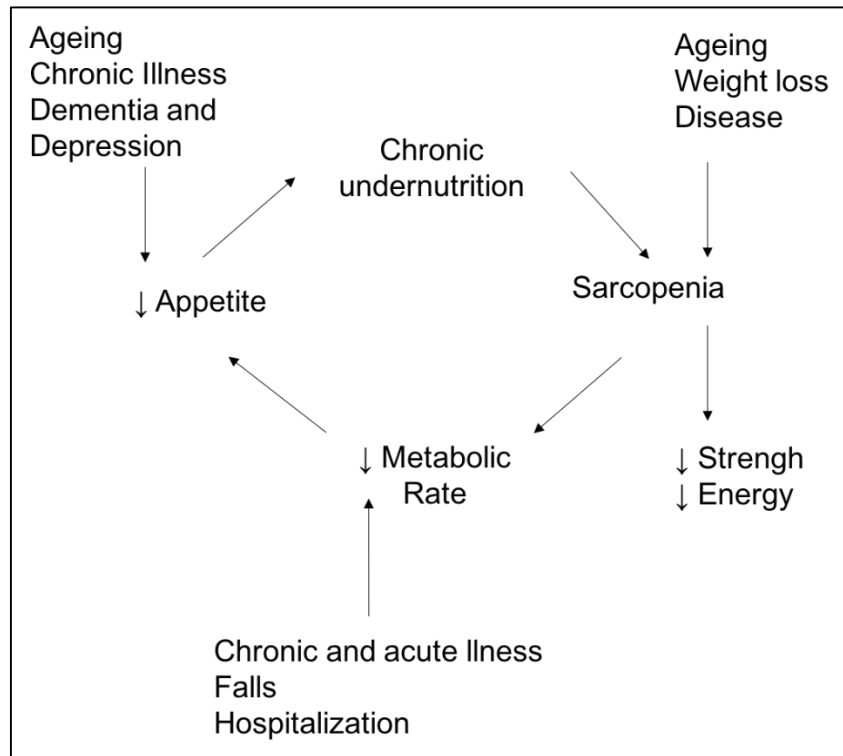 Ageing
Chronic Illness
Dementia and
Depression
Ageing
Weight loss
Disease
Chronic
undernutrition
↓ Appetite
Sarcopenia
↓ Metabolic
Rate
↓ Strengh
↓ Energy
Chronic and acute llness
Falls
Hospitalization